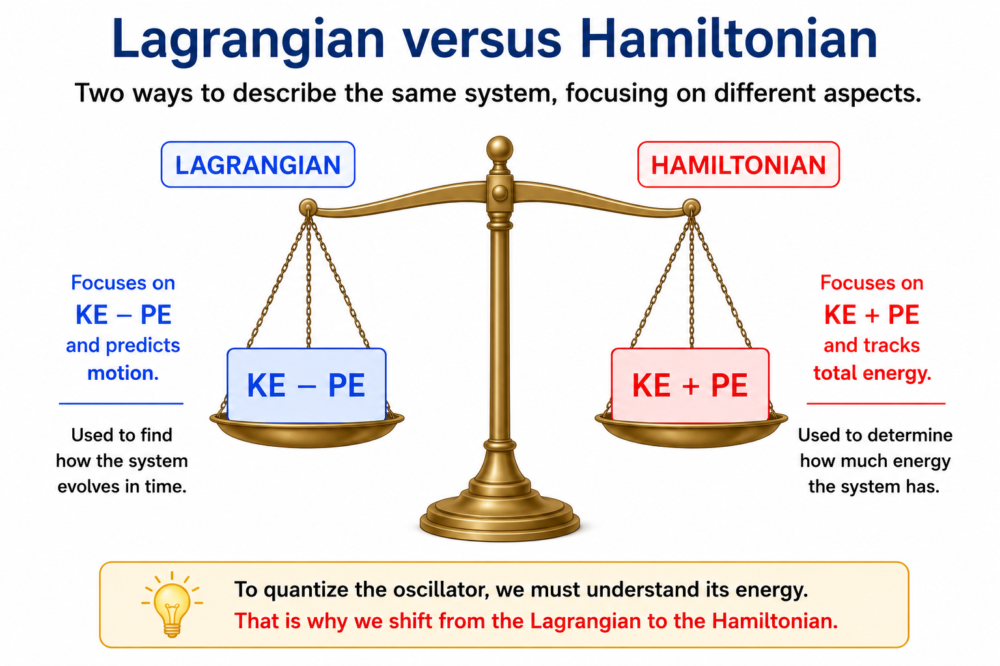 Lagrangian versus Hamiltonian
Two ways to describe the same system, focusing on different aspects.
LAGRANGIAN
HAMILTONIAN
Focuses on
KE – PE
and predicts
motion.
Used to find
how the system
evolves in time.
KE – PE
KE + PE
Focuses on
KE + PE
and tracks
total energy.
Used to determine
how much energy
the system has.
To quantize the oscillator, we must understand its energy.
That is why we shift from the Lagrangian to the Hamiltonian.